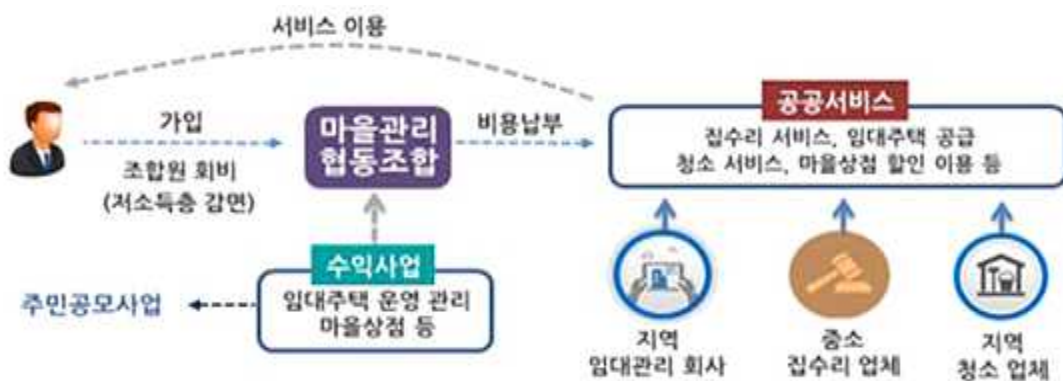 서비스 이용
가입
조합원 회비
(저소득층 감면)
마을관리
협동조합
비용납부
공공서비스
집수리 서비스, 임대주택 공급
청소 서비스, 마을상점 할인 이용 등
수익사업
임대주택 운영 관리
마을상점 등
주민공모사업
지역
임대관리 회사
중소
집수리 업체
지역
청소 업체